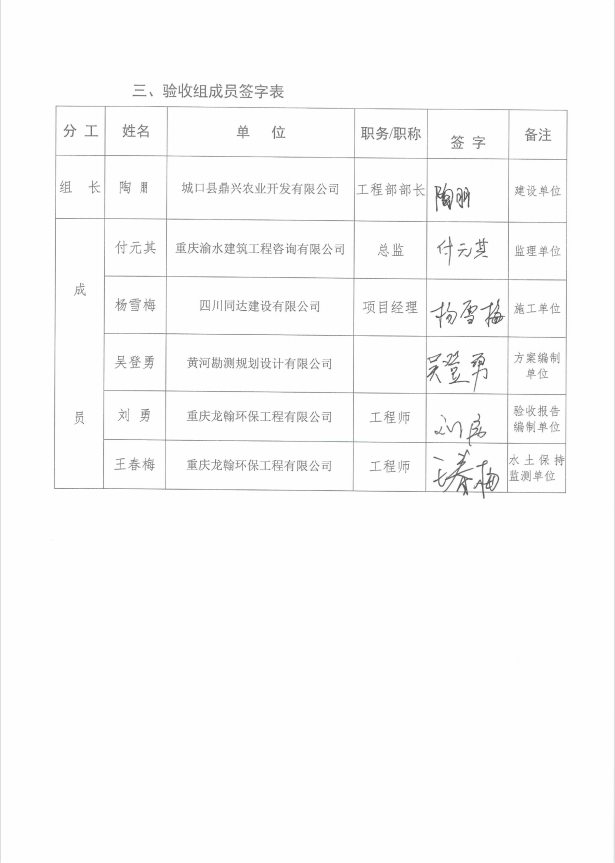 三、验收组成员签字表
分 工 姓名 单 位 职务/职称 签 字 备注
组 长 陶 丽 城口县鼎兴农业开发有限公司 工程部部长 陶丽 建设单位
成
员
付元其 重庆渝水建筑工程咨询有限公司 总监 付元其 监理单位
杨雪梅 四川同达建设有限公司 项目经理 杨雪梅 施工单位
吴登勇 黄河勘测规划设计有限公司 吴登勇 方案编制
单位
刘 勇 重庆龙翰环保工程有限公司 工程师 刘勇 验收报告
编制单位
王春梅 重庆龙翰环保工程有限公司 工程师 王春梅 水土保持
监测单位